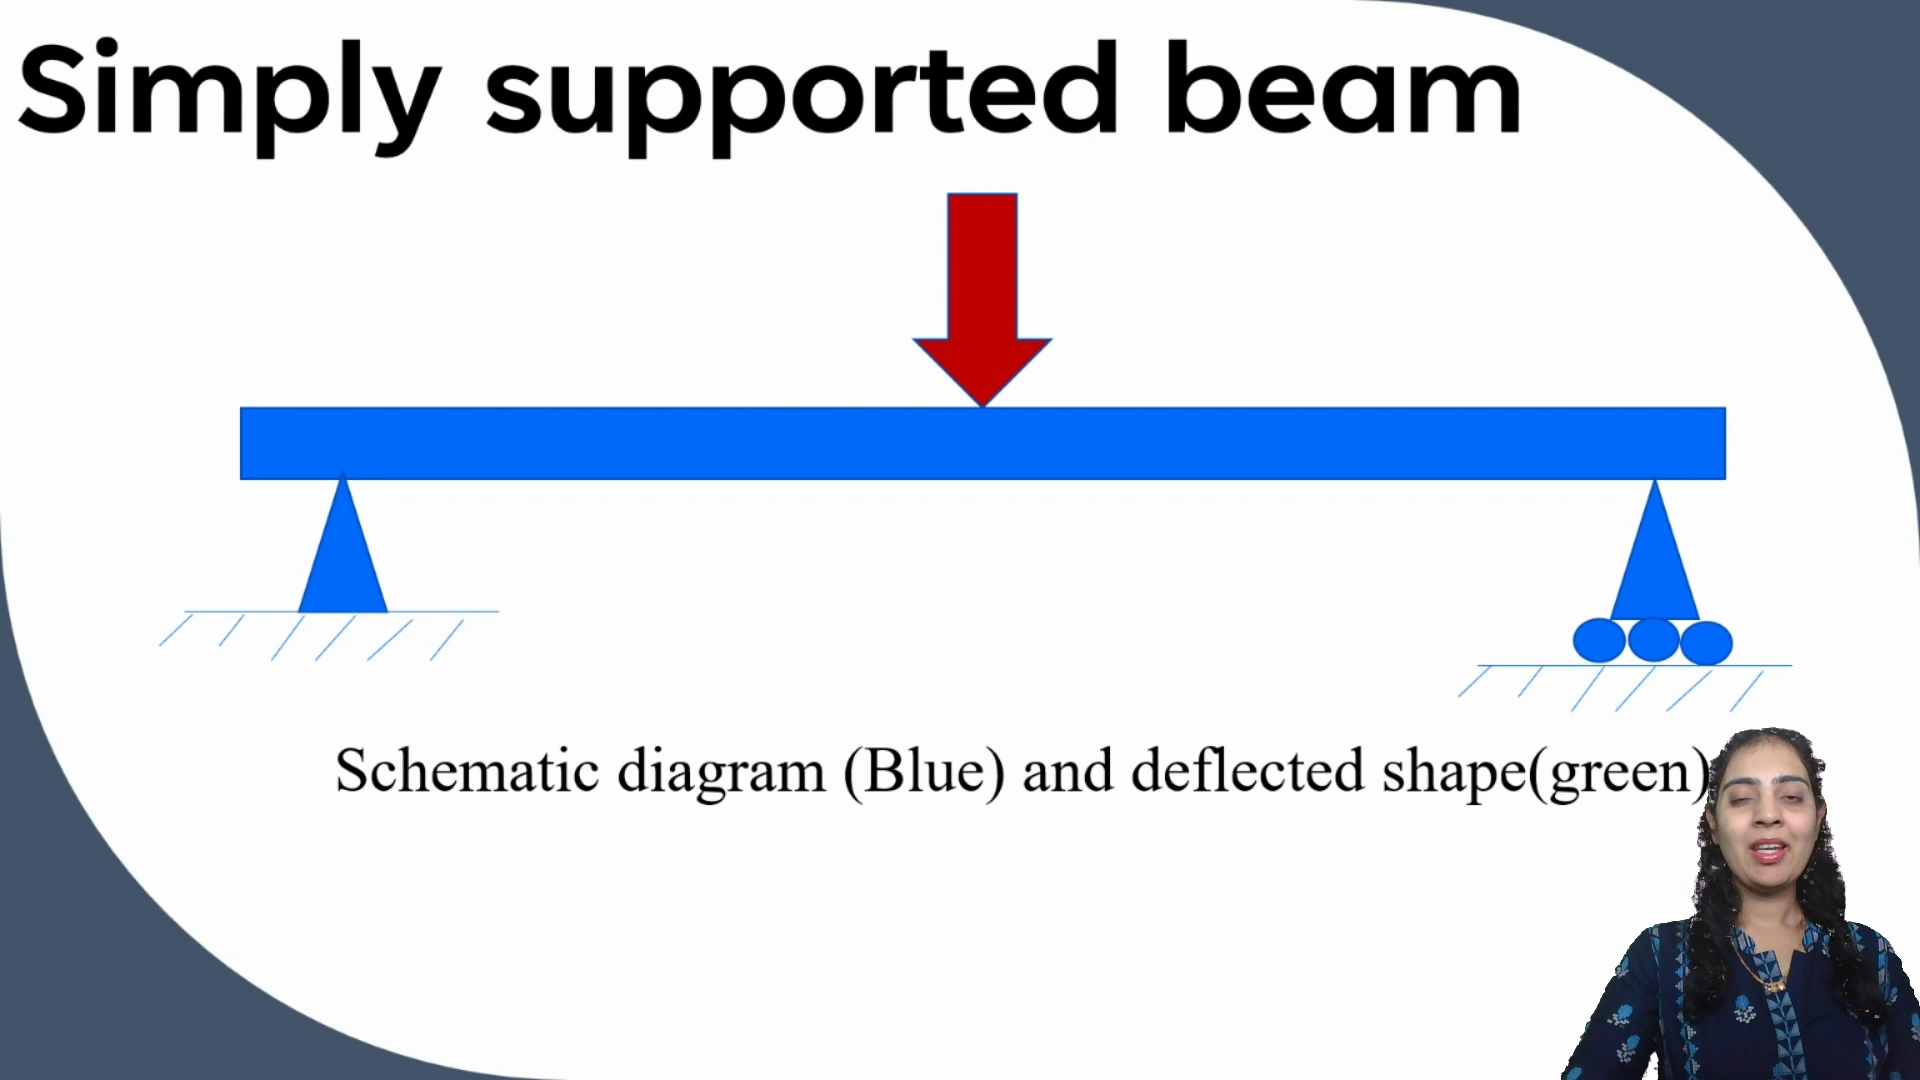 Simply supported beam
Schematic diagram (Blue) and deflected shape(green)